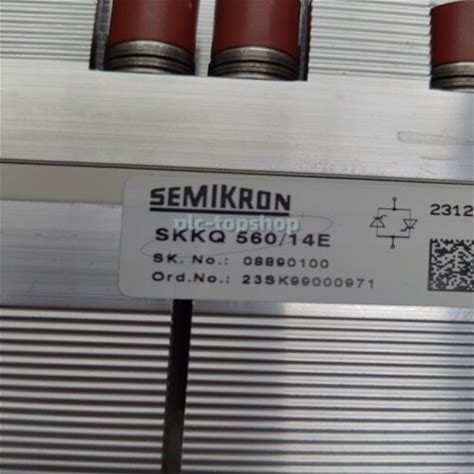 SEMIKRON
plc-topshop
SKKQ 560/14E
2312
SK. No.: 08890100
Ord.No.: 23SK99000971